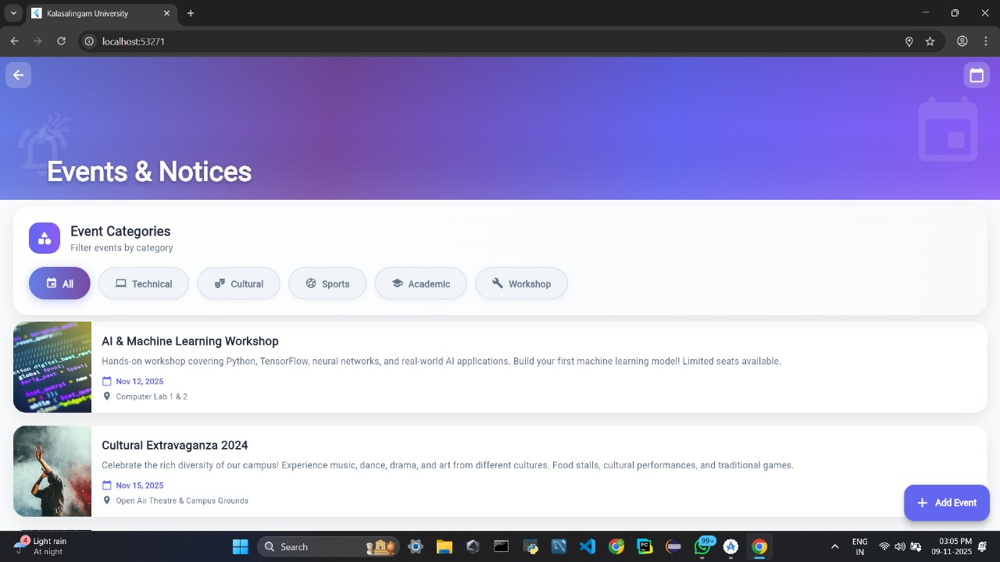 Kalasalingam University
localhost:53271
Events & Notices
Event Categories
Filter events by category
All
Technical
Cultural
Sports
Academic
Workshop
AI & Machine Learning Workshop
Hands-on workshop covering Python, TensorFlow, neural networks, and real-world AI applications. Build your first machine learning model! Limited seats available.
Nov 12, 2025
Computer Lab 1 & 2
Cultural Extravaganza 2024
Celebrate the rich diversity of our campus! Experience music, dance, drama, and art from different cultures. Food stalls, cultural performances, and traditional games.
Nov 15, 2025
Open Air Theatre & Campus Grounds
Add Event
4
Light rain
At night
Search
PC
99+
ENG
IN
03:05 PM
09-11-2025